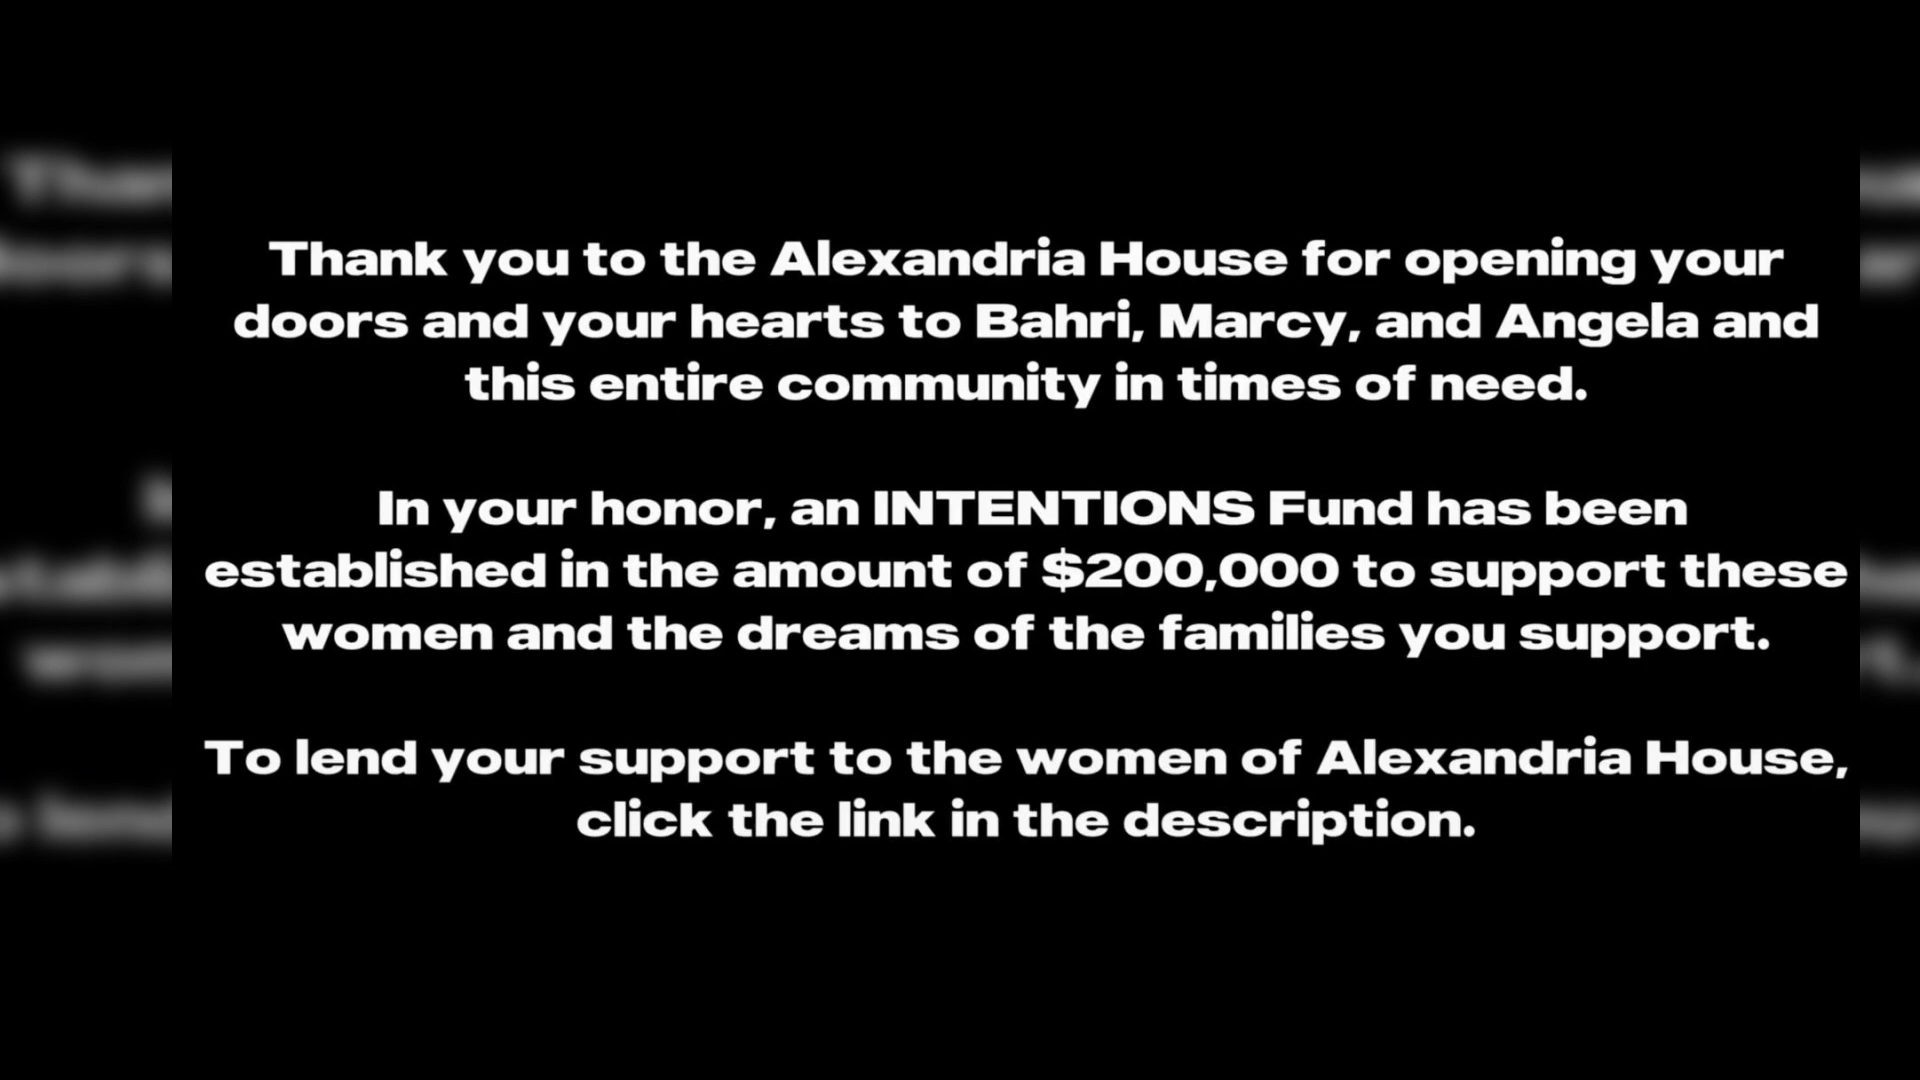 Thank you to the Alexandria House for opening your
doors and your hearts to Bahri, Marcy, and Angela and
this entire community in times of need.
In your honor, an INTENTIONS Fund has been
established in the amount of $200,000 to support these
women and the dreams of the families you support.
To lend your support to the women of Alexandria House,
click the link in the description.